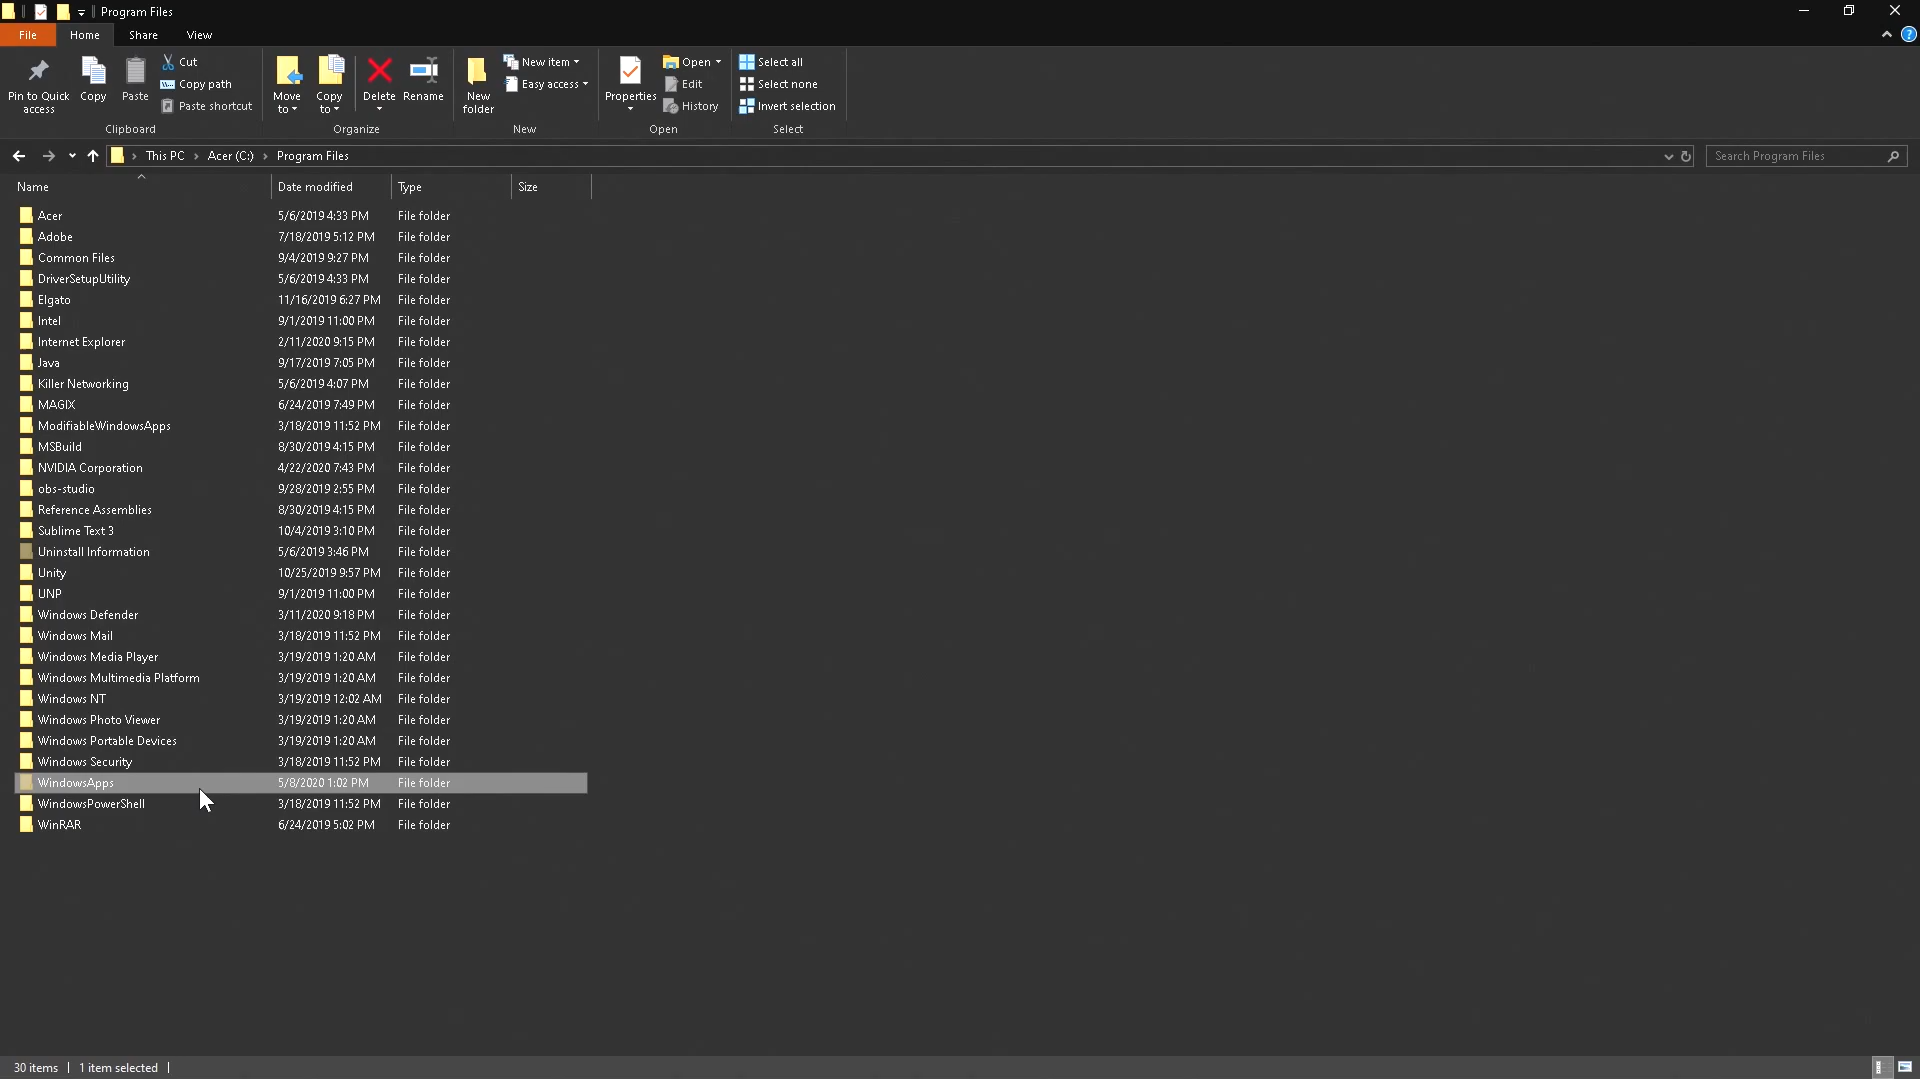 Program Files
File Home Share View
Pin to Quick access
Copy
Paste
Cut
Copy path
Paste shortcut
Clipboard
Move to
Copy to
Delete
Rename
Organize
New folder
New item
Easy access
New
Properties
Open
Edit
History
Open
Select all
Select none
Invert selection
Select
This PC > Acer (C:) > Program Files
Search Program Files
Name Date modified Type Size
Acer 5/6/2019 4:33 PM File folder
Adobe 7/18/2019 5:12 PM File folder
Common Files 9/4/2019 9:27 PM File folder
DriverSetupUtility 5/6/2019 4:33 PM File folder
Elgato 11/16/2019 6:27 PM File folder
Intel 9/1/2019 11:00 PM File folder
Internet Explorer 2/11/2020 9:15 PM File folder
Java 9/17/2019 7:05 PM File folder
Killer Networking 5/6/2019 4:07 PM File folder
MAGIX 6/24/2019 7:49 PM File folder
ModifiableWindowsApps 3/18/2019 11:52 PM File folder
MSBuild 8/30/2019 4:15 PM File folder
NVIDIA Corporation 4/22/2020 7:43 PM File folder
obs-studio 9/28/2019 2:55 PM File folder
Reference Assemblies 8/30/2019 4:15 PM File folder
Sublime Text 3 10/4/2019 3:10 PM File folder
Uninstall Information 5/6/2019 3:46 PM File folder
Unity 10/25/2019 9:57 PM File folder
UNP 9/1/2019 11:00 PM File folder
Windows Defender 3/11/2020 9:18 PM File folder
Windows Mail 3/18/2019 11:52 PM File folder
Windows Media Player 3/19/2019 1:20 AM File folder
Windows Multimedia Platform 3/19/2019 1:20 AM File folder
Windows NT 3/19/2019 12:02 AM File folder
Windows Photo Viewer 3/19/2019 1:20 AM File folder
Windows Portable Devices 3/19/2019 1:20 AM File folder
Windows Security 3/18/2019 11:52 PM File folder
WindowsApps 5/8/2020 1:02 PM File folder
WindowsPowerShell 3/18/2019 11:52 PM File folder
WinRAR 6/24/2019 5:02 PM File folder
30 items 1 item selected